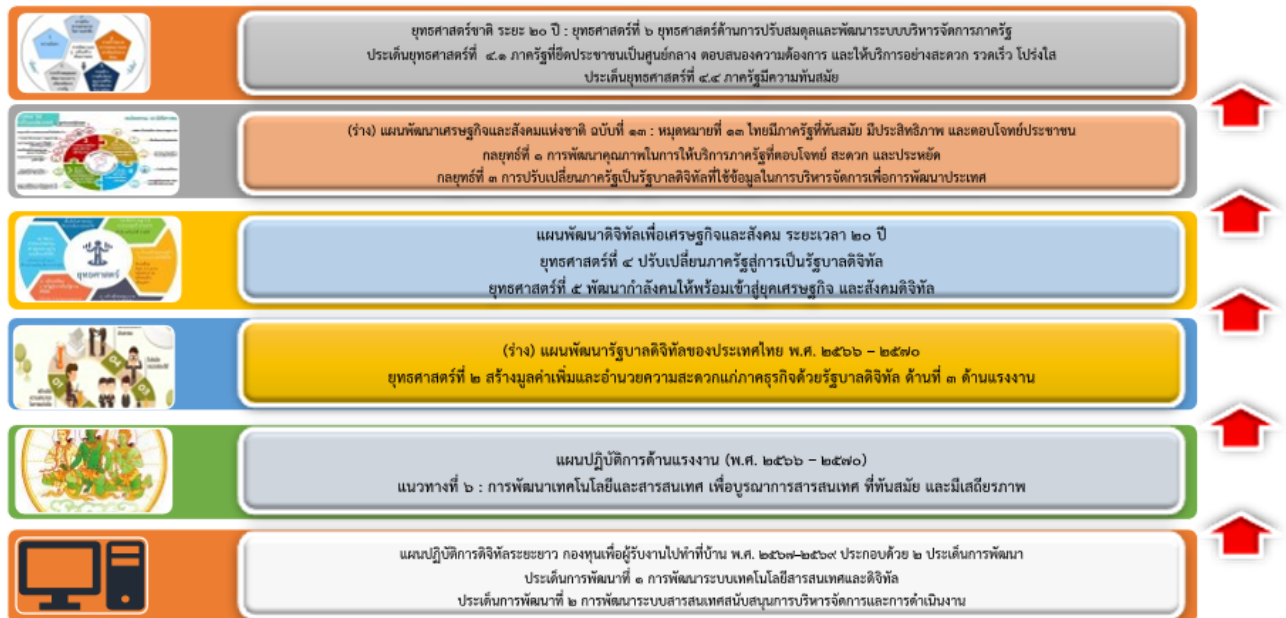 ยุทธศาสตร์ชาติ ระยะ ๒๐ ปี : ยุทธศาสตร์ที่ ๖ ยุทธศาสตร์ด้านการปรับสมดุลและพัฒนาระบบบริหารจัดการภาครัฐ
ประเด็นยุทธศาสตร์ที่ ๔.๑ ภาครัฐที่ยึดประชาชนเป็นศูนย์กลาง ตอบสนองความต้องการ และให้บริการอย่างสะดวก รวดเร็ว โปร่งใส
ประเด็นยุทธศาสตร์ที่ ๔.๔ ภาครัฐมีความทันสมัย
(ร่าง) แผนพัฒนาเศรษฐกิจและสังคมแห่งชาติ ฉบับที่ ๑๓ : หมุดหมายที่ ๑๓ ไทยมีภาครัฐที่ทันสมัย มีประสิทธิภาพ และตอบโจทย์ประชาชน
กลยุทธ์ที่ ๑ การพัฒนาคุณภาพในการให้บริการภาครัฐที่ตอบโจทย์ สะดวก และประหยัด
กลยุทธ์ที่ ๓ การปรับเปลี่ยนภาครัฐเป็นรัฐบาลดิจิทัลที่ใช้ข้อมูลในการบริหารจัดการเพื่อการพัฒนาประเทศ
ยุทธศาสตร์
แผนพัฒนาดิจิทัลเพื่อเศรษฐกิจและสังคม ระยะเวลา ๒๐ ปี
ยุทธศาสตร์ที่ ๔ ปรับเปลี่ยนภาครัฐสู่การเป็นรัฐบาลดิจิทัล
ยุทธศาสตร์ที่ ๕ พัฒนากำลังคนให้พร้อมเข้าสู่ยุคเศรษฐกิจ และสังคมดิจิทัล
(ร่าง) แผนพัฒนารัฐบาลดิจิทัลของประเทศไทย พ.ศ. ๒๕๖๖ – ๒๕๗๐
ยุทธศาสตร์ที่ ๒ สร้างมูลค่าเพิ่มและอำนวยความสะดวกแก่ภาคธุรกิจด้วยรัฐบาลดิจิทัล ด้านที่ ๓ ด้านแรงงาน
แผนปฏิบัติการด้านแรงงาน (พ.ศ. ๒๕๖๖ – ๒๕๗๐)
แนวทางที่ ๖ : การพัฒนาเทคโนโลยีและสารสนเทศ เพื่อบูรณาการสารสนเทศ ที่ทันสมัย และมีเสถียรภาพ
แผนปฏิบัติการดิจิทัลระยะยาว กองทุนเพื่อผู้รับงานไปทำที่บ้าน พ.ศ. ๒๕๖๗–๒๕๖๙ ประกอบด้วย ๒ ประเด็นการพัฒนา
ประเด็นการพัฒนาที่ ๑ การพัฒนาระบบเทคโนโลยีสารสนเทศและดิจิทัล
ประเด็นการพัฒนาที่ ๒ การพัฒนาระบบสารสนเทศสนับสนุนการบริหารจัดการและการดำเนินงาน